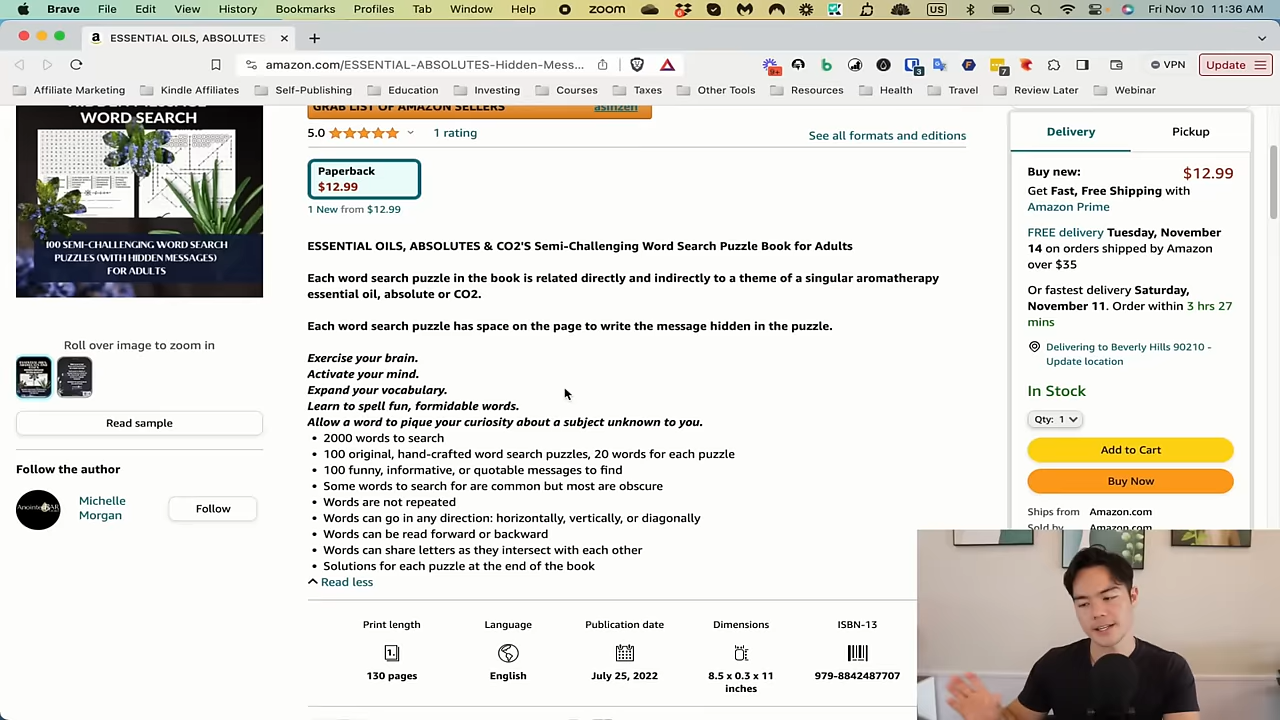 Brave File Edit View History Bookmarks Profiles Tab Window Help zoom US Fri Nov 10 11:36 AM
ESSENTIAL OILS, ABSOLUTES
amazon.com/ESSENTIAL-ABSOLUTES-Hidden-Mess... 9+ 3 7 VPN Update
Affiliate Marketing Kindle Affiliates Self-Publishing Education Investing Courses Taxes Other Tools Resources Health Travel Review Later Webinar
WORD SEARCH
100 SEMI-CHALLENGING WORD SEARCH
PUZZLES (WITH HIDDEN MESSAGES)
FOR ADULTS
Roll over image to zoom in
Read sample
Follow the author
Michelle
Morgan
Follow
GRAB LIST OF AMAZON SELLERS asinzen
5.0 1 rating
See all formats and editions
Paperback
$12.99
1 New from $12.99
ESSENTIAL OILS, ABSOLUTES & CO2'S Semi-Challenging Word Search Puzzle Book for Adults
Each word search puzzle in the book is related directly and indirectly to a theme of a singular aromatherapy
essential oil, absolute or CO2.
Each word search puzzle has space on the page to write the message hidden in the puzzle.
Exercise your brain.
Activate your mind.
Expand your vocabulary.
Learn to spell fun, formidable words.
Allow a word to pique your curiosity about a subject unknown to you.
• 2000 words to search
• 100 original, hand-crafted word search puzzles, 20 words for each puzzle
• 100 funny, informative, or quotable messages to find
• Some words to search for are common but most are obscure
• Words are not repeated
• Words can go in any direction: horizontally, vertically, or diagonally
• Words can be read forward or backward
• Words can share letters as they intersect with each other
• Solutions for each puzzle at the end of the book
Read less
Print length
130 pages
Language
English
Publication date
July 25, 2022
Dimensions
8.5 x 0.3 x 11
inches
ISBN-13
979-8842487707
Delivery Pickup
Buy new: $12.99
Get Fast, Free Shipping with
Amazon Prime
FREE delivery Tuesday, November
14 on orders shipped by Amazon
over $35
Or fastest delivery Saturday,
November 11. Order within 3 hrs 27
mins
Delivering to Beverly Hills 90210 -
Update location
In Stock
Qty: 1
Add to Cart
Buy Now
Ships from Amazon.com
Sold by Amazon.com